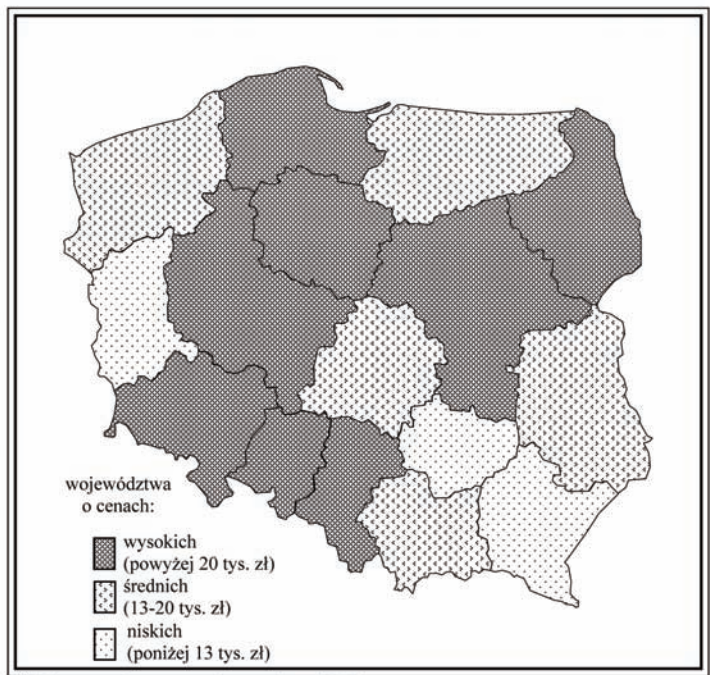 województwa
o cenach:
wysokich
(powyżej 20 tys. zł)
średnich
(13-20 tys. zł)
niskich
(poniżej 13 tys. zł)